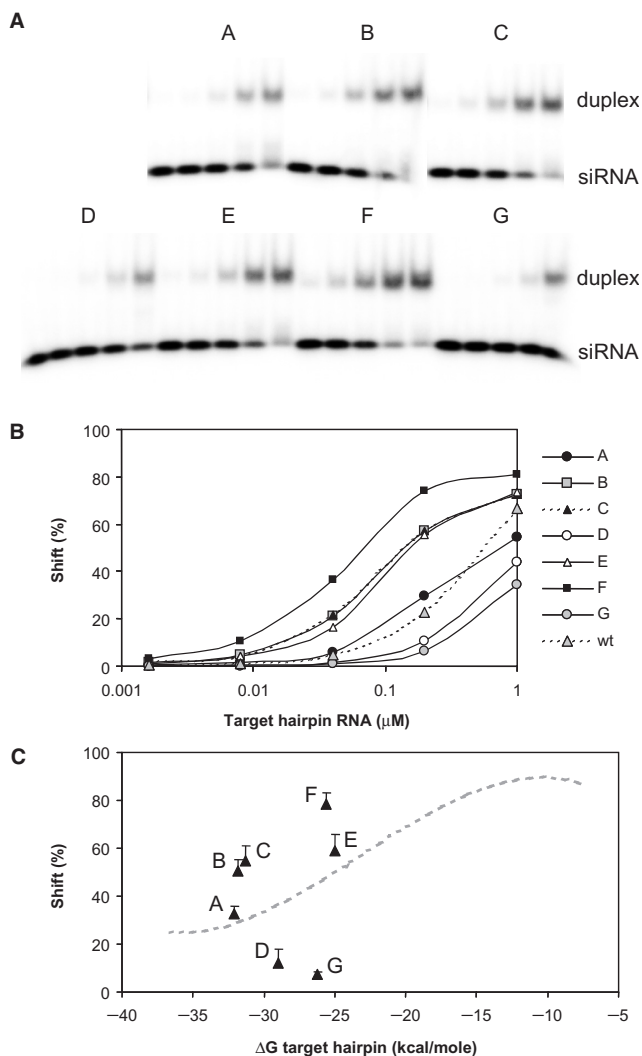 A
A B C
duplex
siRNA
D E F G
duplex
siRNA
B
100
80
60
40
20
0
Shift (%)
0.001 0.01 0.1 1
Target hairpin RNA (μM)
A
B
C
D
E
F
G
wt
C
100
80
60
40
20
0
Shift (%)
F
E
C
B
A
D
G
−40 −35 −30 −25 −20 −15 −10 −5
ΔG target hairpin (kcal/mole)